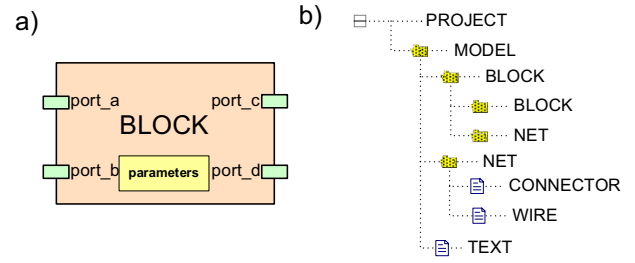 a)
port_a port_c
BLOCK
port_b parameters port_d
b)
PROJECT
MODEL
BLOCK
BLOCK
NET
NET
CONNECTOR
WIRE
TEXT